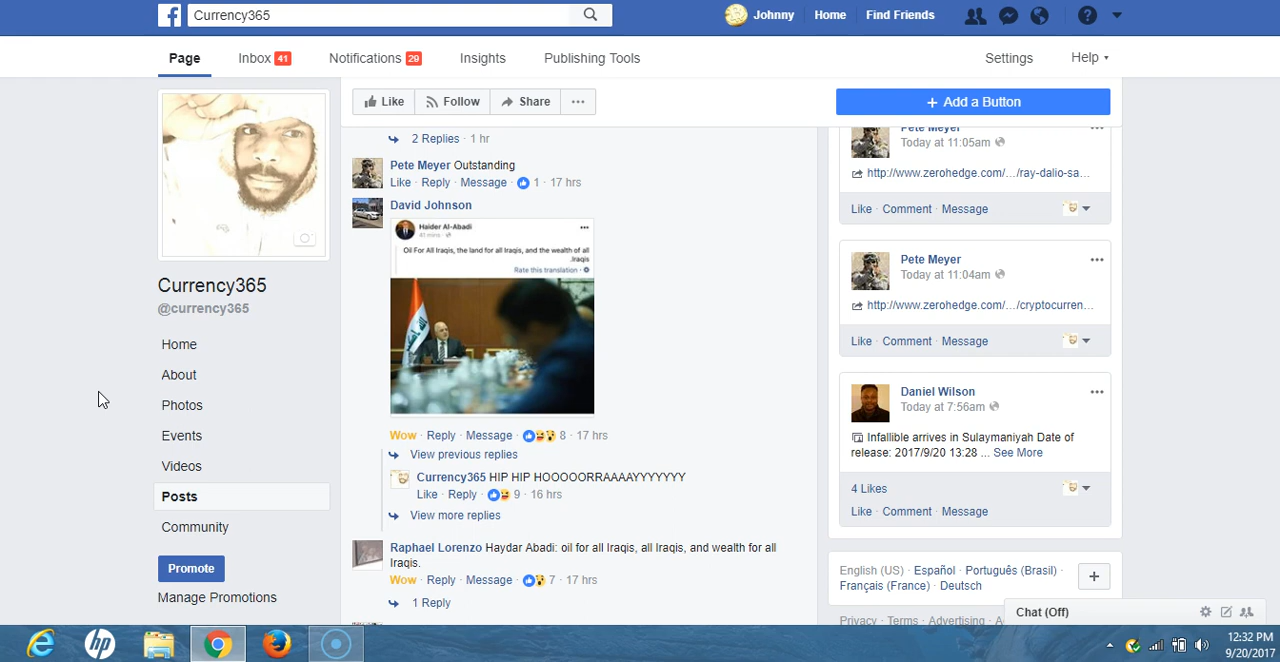 Currency365
Johnny Home Find Friends
Page Inbox 41 Notifications 29 Insights Publishing Tools Settings Help
Like Follow Share ...
+ Add a Button
Currency365
@currency365
Home
About
Photos
Events
Videos
Posts
Community
Promote
Manage Promotions
2 Replies · 1 hr
Pete Meyer Outstanding
Like · Reply · Message · 1 · 17 hrs
David Johnson
Haider Al-Abadi
41 mins ·
Oil For All Iraqis, the land for all Iraqis, and the wealth of all
.Iraqis
Rate this translation ·
Wow · Reply · Message · 8 · 17 hrs
View previous replies
Currency365 HIP HIP HOOOOORRAAAAYYYYYYY
Like · Reply · 9 · 16 hrs
View more replies
Raphael Lorenzo Haydar Abadi: oil for all Iraqis, all Iraqis, and wealth for all
Iraqis.
Wow · Reply · Message · 7 · 17 hrs
1 Reply
Pete Meyer
Today at 11:05am
http://www.zerohedge.com/…/ray-dalio-sa…
Like · Comment · Message
Pete Meyer
Today at 11:04am
http://www.zerohedge.com/…/cryptocurren…
Like · Comment · Message
Daniel Wilson
Today at 7:56am
Infallible arrives in Sulaymaniyah Date of
release: 2017/9/20 13:28 ... See More
4 Likes
Like · Comment · Message
English (US) · Español · Português (Brasil) ·
Français (France) · Deutsch
Privacy · Terms · Advertising · A
Chat (Off)
hp
12:32 PM
9/20/2017